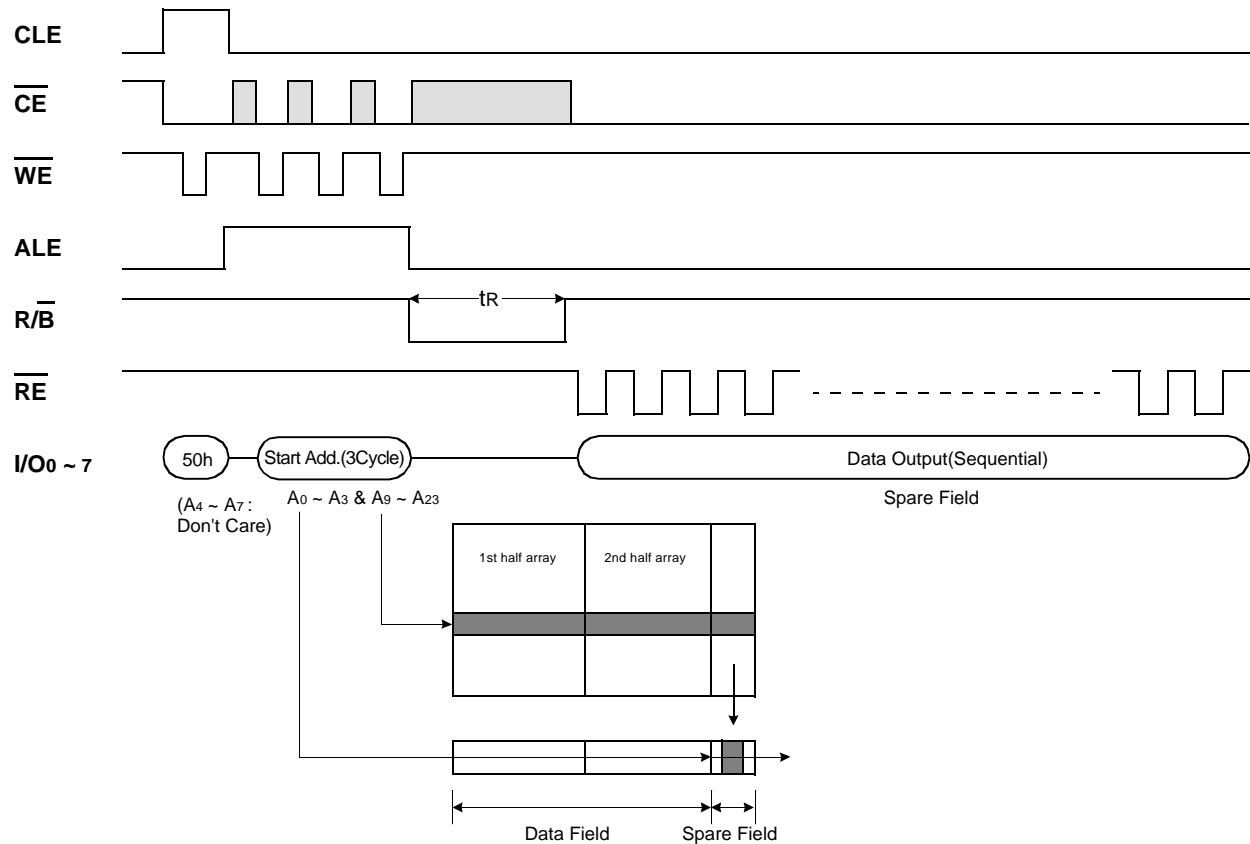 CLE
CE
WE
ALE
R/B
tR
RE
I/O0 ~ 7
50h
Start Add.(3Cycle)
Data Output(Sequential)
(A4 ~ A7 :
Don't Care)
A0 ~ A3 & A9 ~ A23
Spare Field
1st half array
2nd half array
Data Field
Spare Field